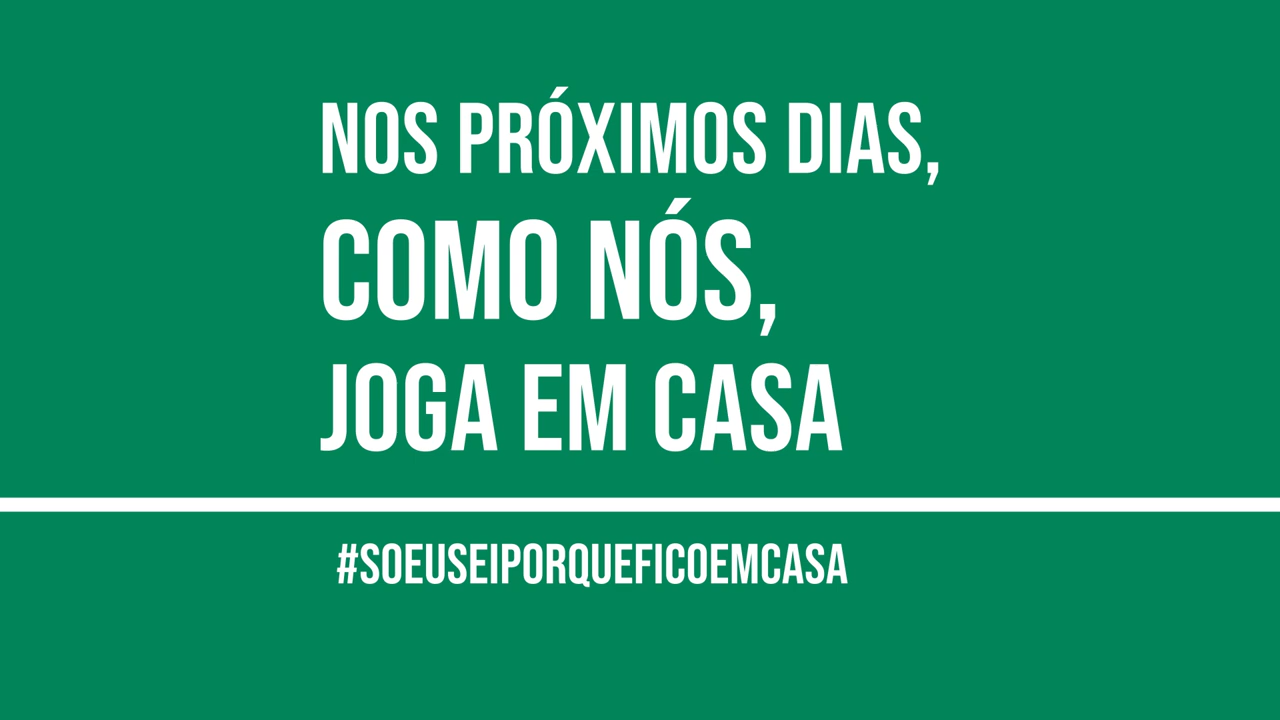 NOS PRÓXIMOS DIAS,
COMO NÓS,
JOGA EM CASA
#SOEUSEIPORQUEFICOEMCASA